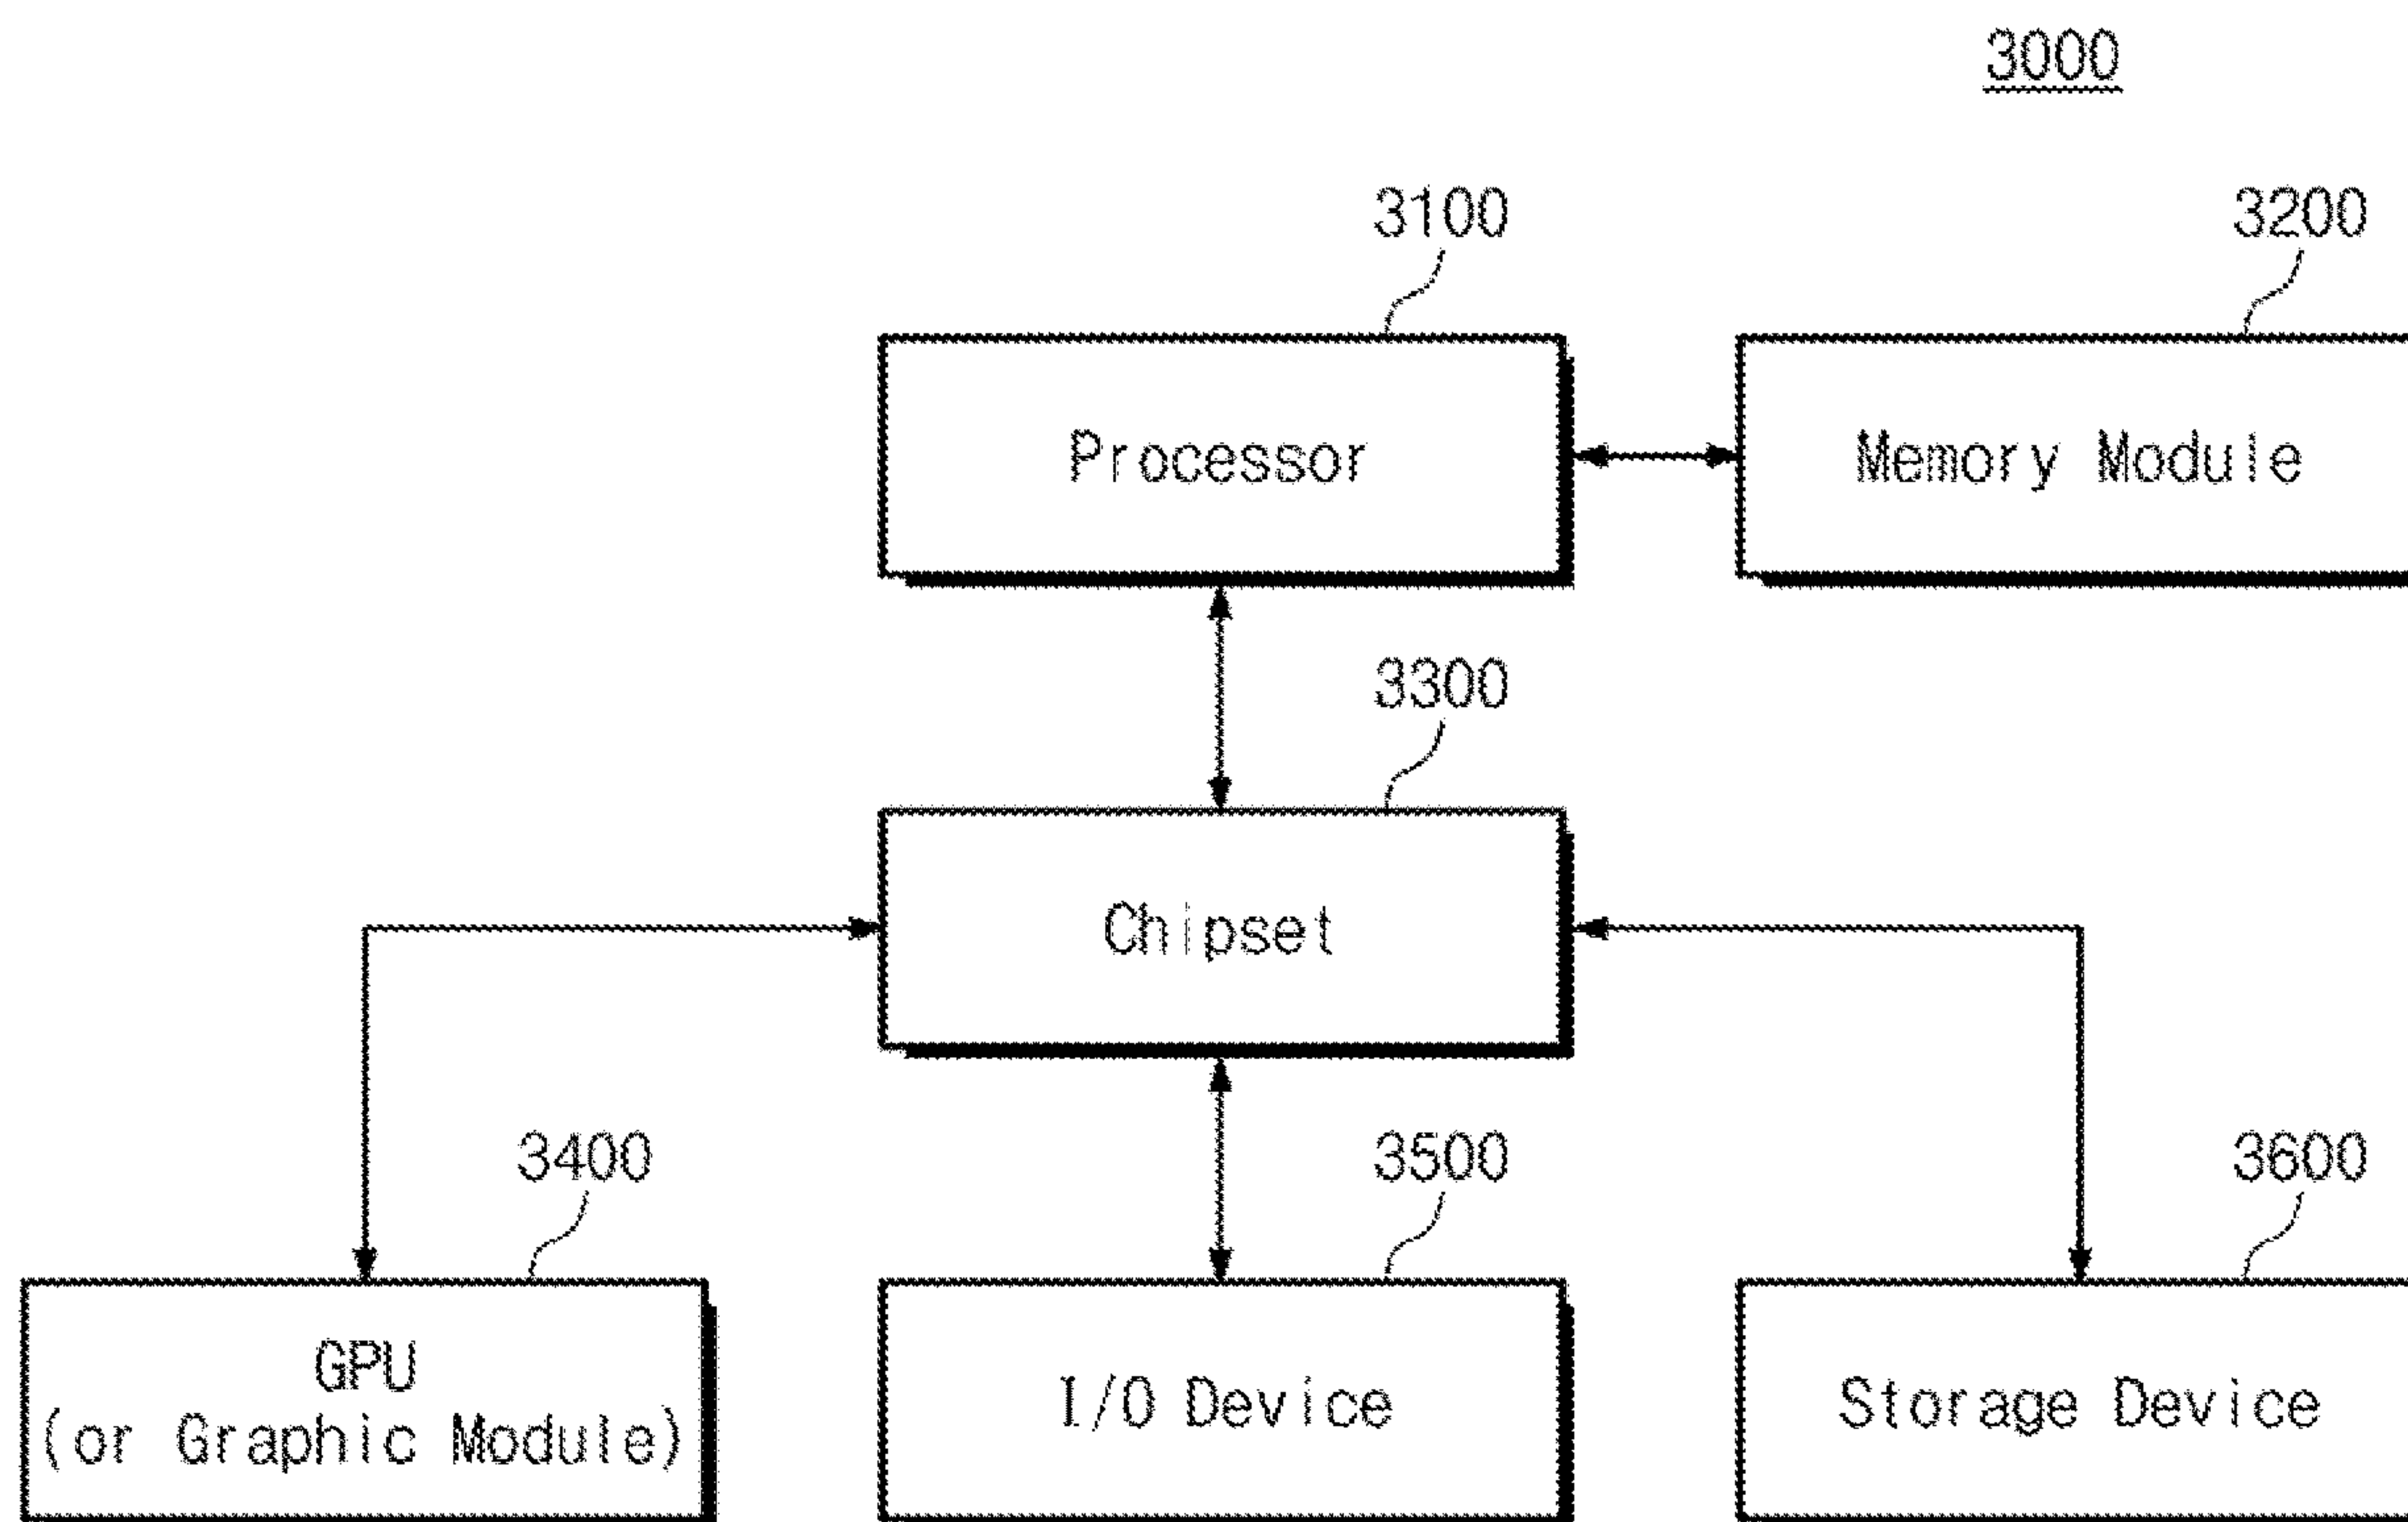 3000
3100
3200
Processor
Memory Module
3300
Chipset
3400
3500
3600
GPU
(or Graphic Module)
I/O Device
Storage Device